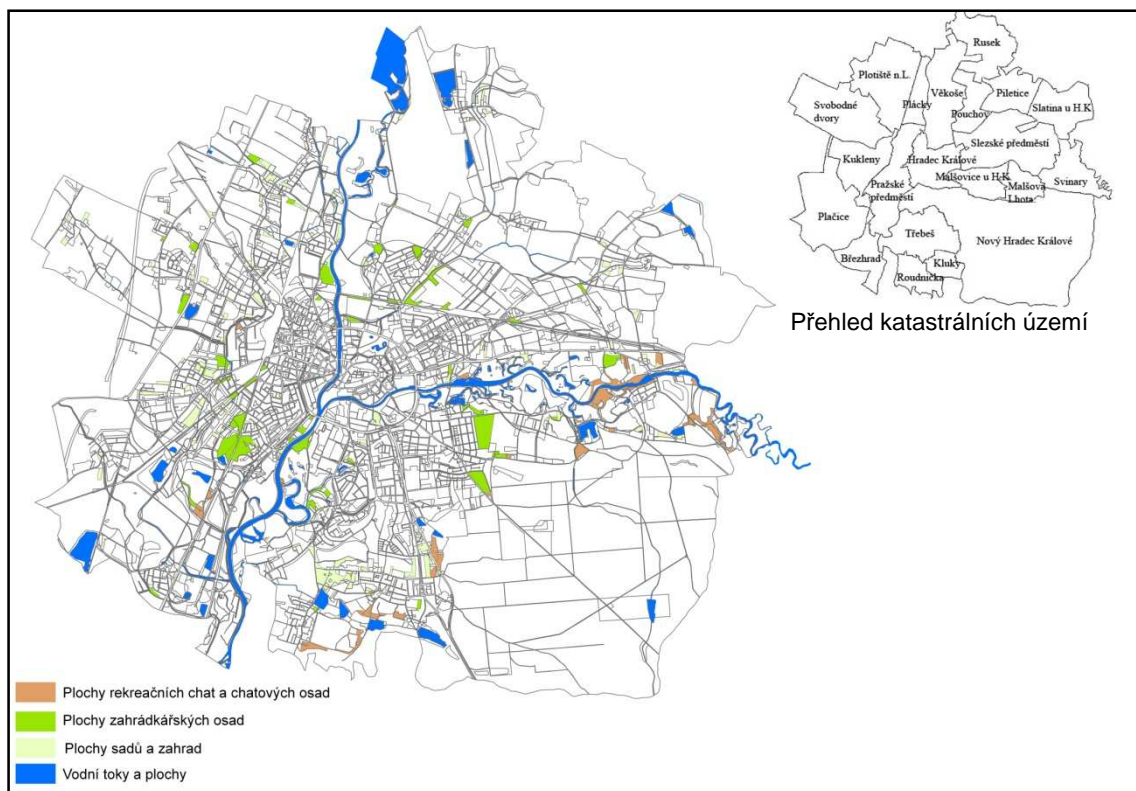 Rusek
Plotiště n.L.
Věkoše
Piletice
Svobodné
dvory
Plácky
Pouchov
Slatina u H.K
Slezské předměstí
Kukleny
Hradec Králové
Malšovice u H.K
Svinary
Pražské
předměstí
Malšova
Lhota
Plačice
Třebeš
Nový Hradec Králové
Březhrad
Kluky
Roudnička
Přehled katastrálních území
Plochy rekreačních chat a chatových osad
Plochy zahrádkářských osad
Plochy sadů a zahrad
Vodní toky a plochy